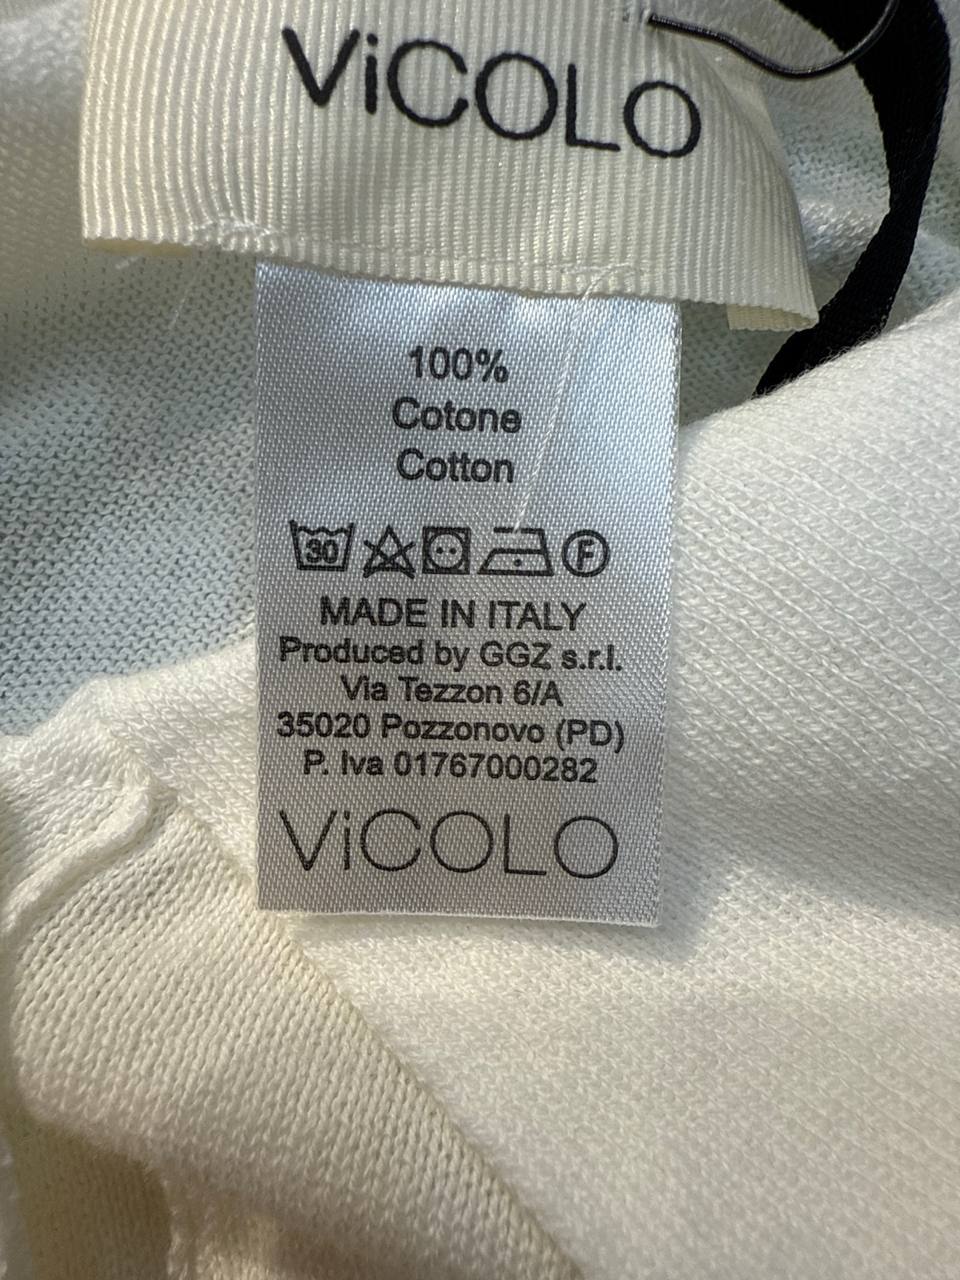 ViCOLO
100%
Cotone
Cotton
30 F
MADE IN ITALY
Produced by GGZ s.r.l.
Via Tezzon 6/A
35020 Pozzonovo (PD)
P. Iva 01767000282
ViCOLO